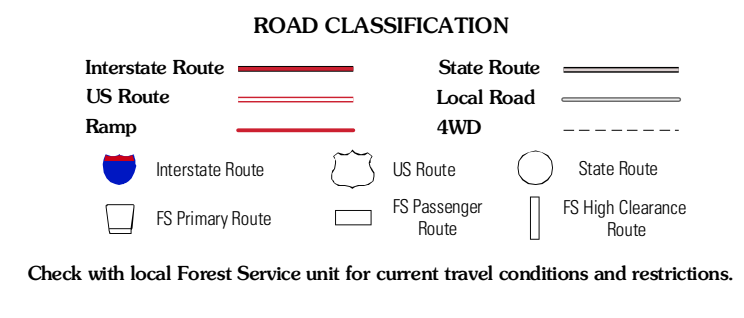 ROAD CLASSIFICATION
Interstate Route
State Route
US Route
Local Road
Ramp
4WD
Interstate Route
US Route
State Route
FS Primary Route
FS Passenger
Route
FS High Clearance
Route
Check with local Forest Service unit for current travel conditions and restrictions.